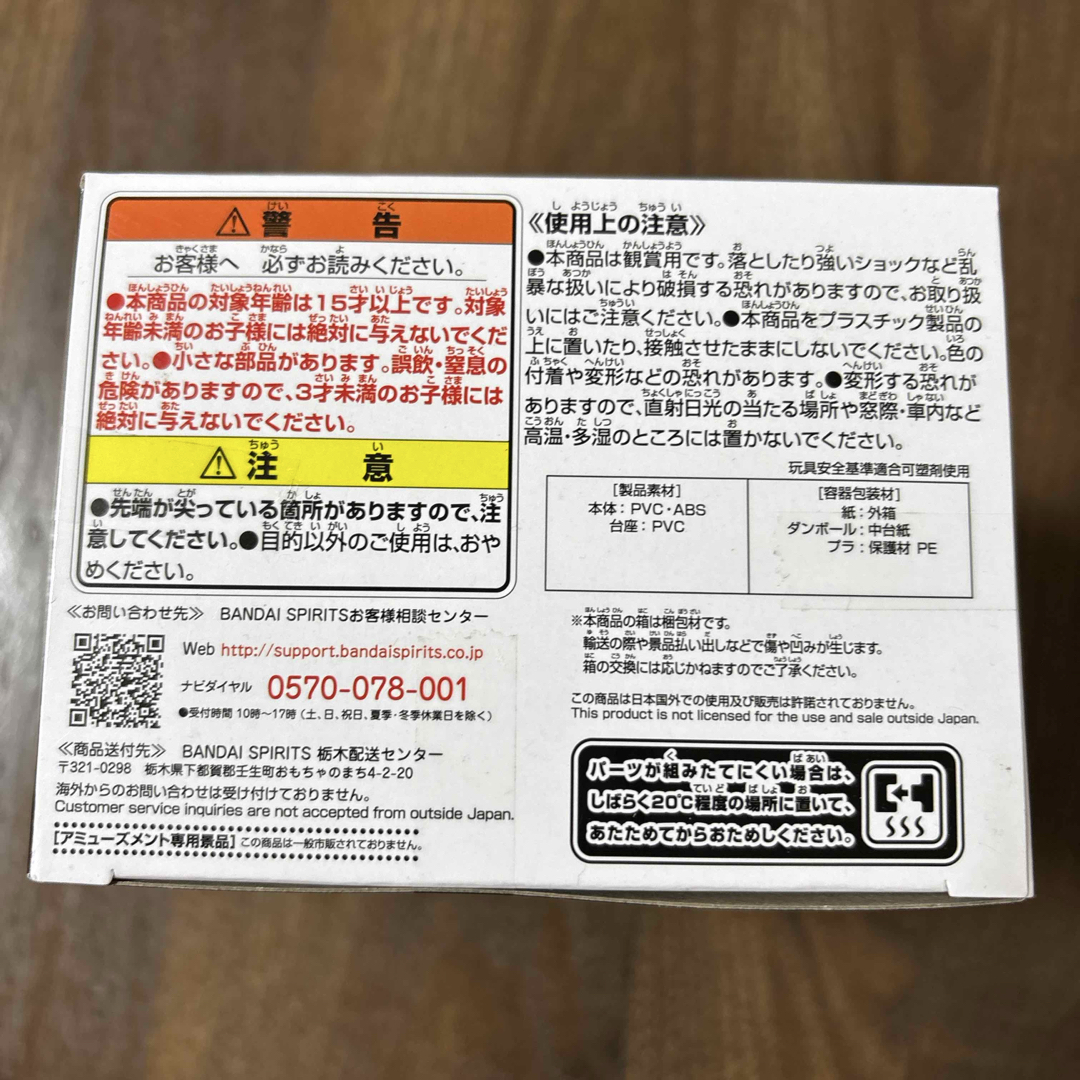 ⚠警告
お客様へ 必ずお読みください。
●本商品の対象年齢は15才以上です。対象
年齢未満のお子様には絶対に与えないでくだ
さい。●小さな部品があります。誤飲・窒息の
危険がありますので、3才未満のお子様には
絶対に与えないでください。
⚠注意
●先端が尖っている箇所がありますので、注
意してください。●目的以外のご使用は、おや
めください。
≪お問い合わせ先≫ BANDAI SPIRITSお客様相談センター
Web http://support.bandaispirits.co.jp
ナビダイヤル 0570-078-001
●受付時間 10時〜17時(土、日、祝日、夏季・冬季休業日を除く)
≪商品送付先≫ BANDAI SPIRITS 栃木配送センター
〒321-0298 栃木県下都賀郡壬生町おもちゃのまち4-2-20
海外からのお問い合わせは受け付けておりません。
Customer service inquiries are not accepted from outside Japan.
[アミューズメント専用景品] この商品は一般市販されておりません。
≪使用上の注意≫
●本商品は観賞用です。落としたり強いショックなど乱
暴な扱いにより破損する恐れがありますので、お取り扱
いにはご注意ください。●本商品をプラスチック製品の
上に置いたり、接触させたままにしないでください。色の
付着や変形などの恐れがあります。●変形する恐れが
ありますので、直射日光の当たる場所や窓際・車内など
高温・多湿のところには置かないでください。
玩具安全基準適合可塑剤使用
[製品素材]
本体:PVC・ABS
台座:PVC
[容器包装材]
紙:外箱
ダンボール:中台紙
プラ:保護材 PE
※本商品の箱は梱包材です。
輸送の際や景品払い出しなどで傷や凹みが生じます。
箱の交換には応じかねますのでご了承ください。
この商品は日本国外での使用及び販売は許諾されておりません。
This product is not licensed for the use and sale outside Japan.
パーツが組みたてにくい場合は、
しばらく20℃程度の場所に置いて、
あたためてからおためしください。